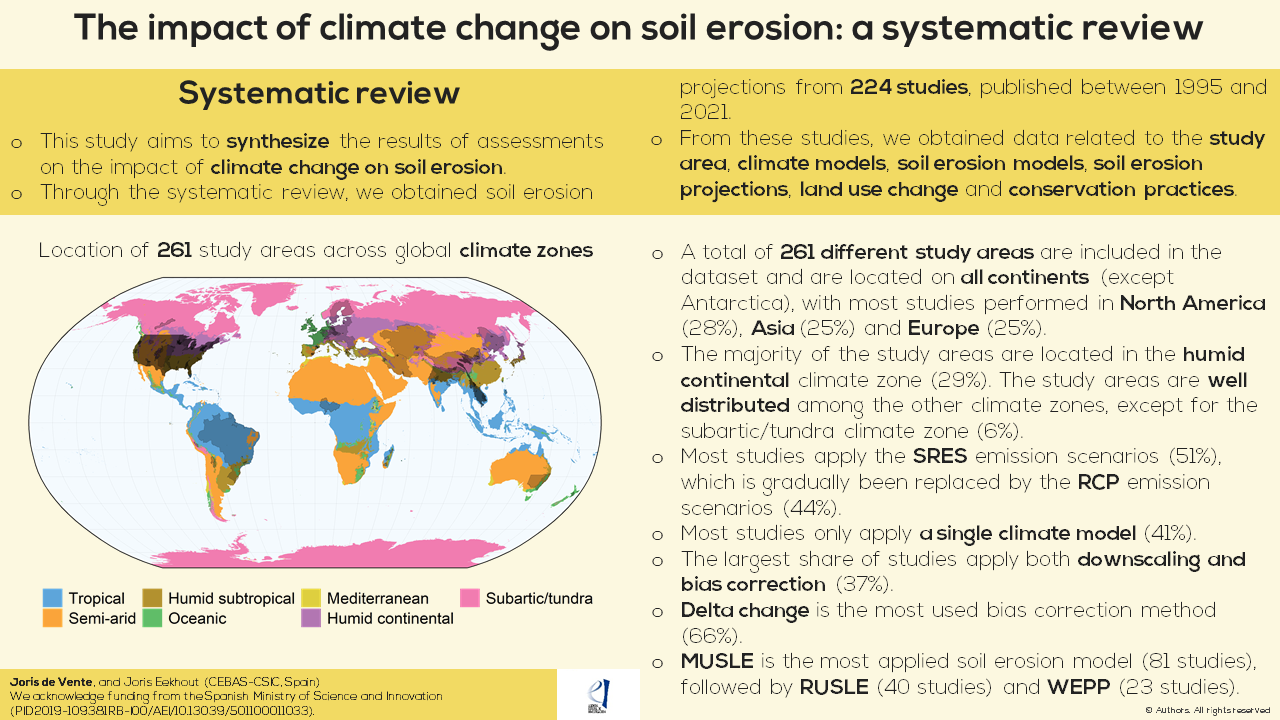 The impact of climate change on soil erosion: a systematic review
Systematic review
o This study aims to synthesize the results of assessments
on the impact of climate change on soil erosion.
o Through the systematic review, we obtained soil erosion
projections from 224 studies, published between 1995 and
2021.
o From these studies, we obtained data related to the study
area, climate models, soil erosion models, soil erosion
projections, land use change and conservation practices.
Location of 261 study areas across global climate zones
Tropical
Humid subtropical
Mediterranean
Subartic/tundra
Semi-arid
Oceanic
Humid continental
o A total of 261 different study areas are included in the
dataset and are located on all continents (except
Antarctica), with most studies performed in North America
(28%), Asia (25%) and Europe (25%).
o The majority of the study areas are located in the humid
continental climate zone (29%). The study areas are well
distributed among the other climate zones, except for the
subartic/tundra climate zone (6%).
o Most studies apply the SRES emission scenarios (51%),
which is gradually been replaced by the RCP emission
scenarios (44%).
o Most studies only apply a single climate model (41%).
o The largest share of studies apply both downscaling and
bias correction (37%).
o Delta change is the most used bias correction method
(66%).
o MUSLE is the most applied soil erosion model (81 studies),
followed by RUSLE (40 studies) and WEPP (23 studies).
Joris de Vente, and Joris Eekhout (CEBAS-CSIC, Spain)
We acknowledge funding from the Spanish Ministry of Science and Innovation
(PID2019-109381RB-I00/AEI/10.13039/501100011033).
© Authors. All rights reserved